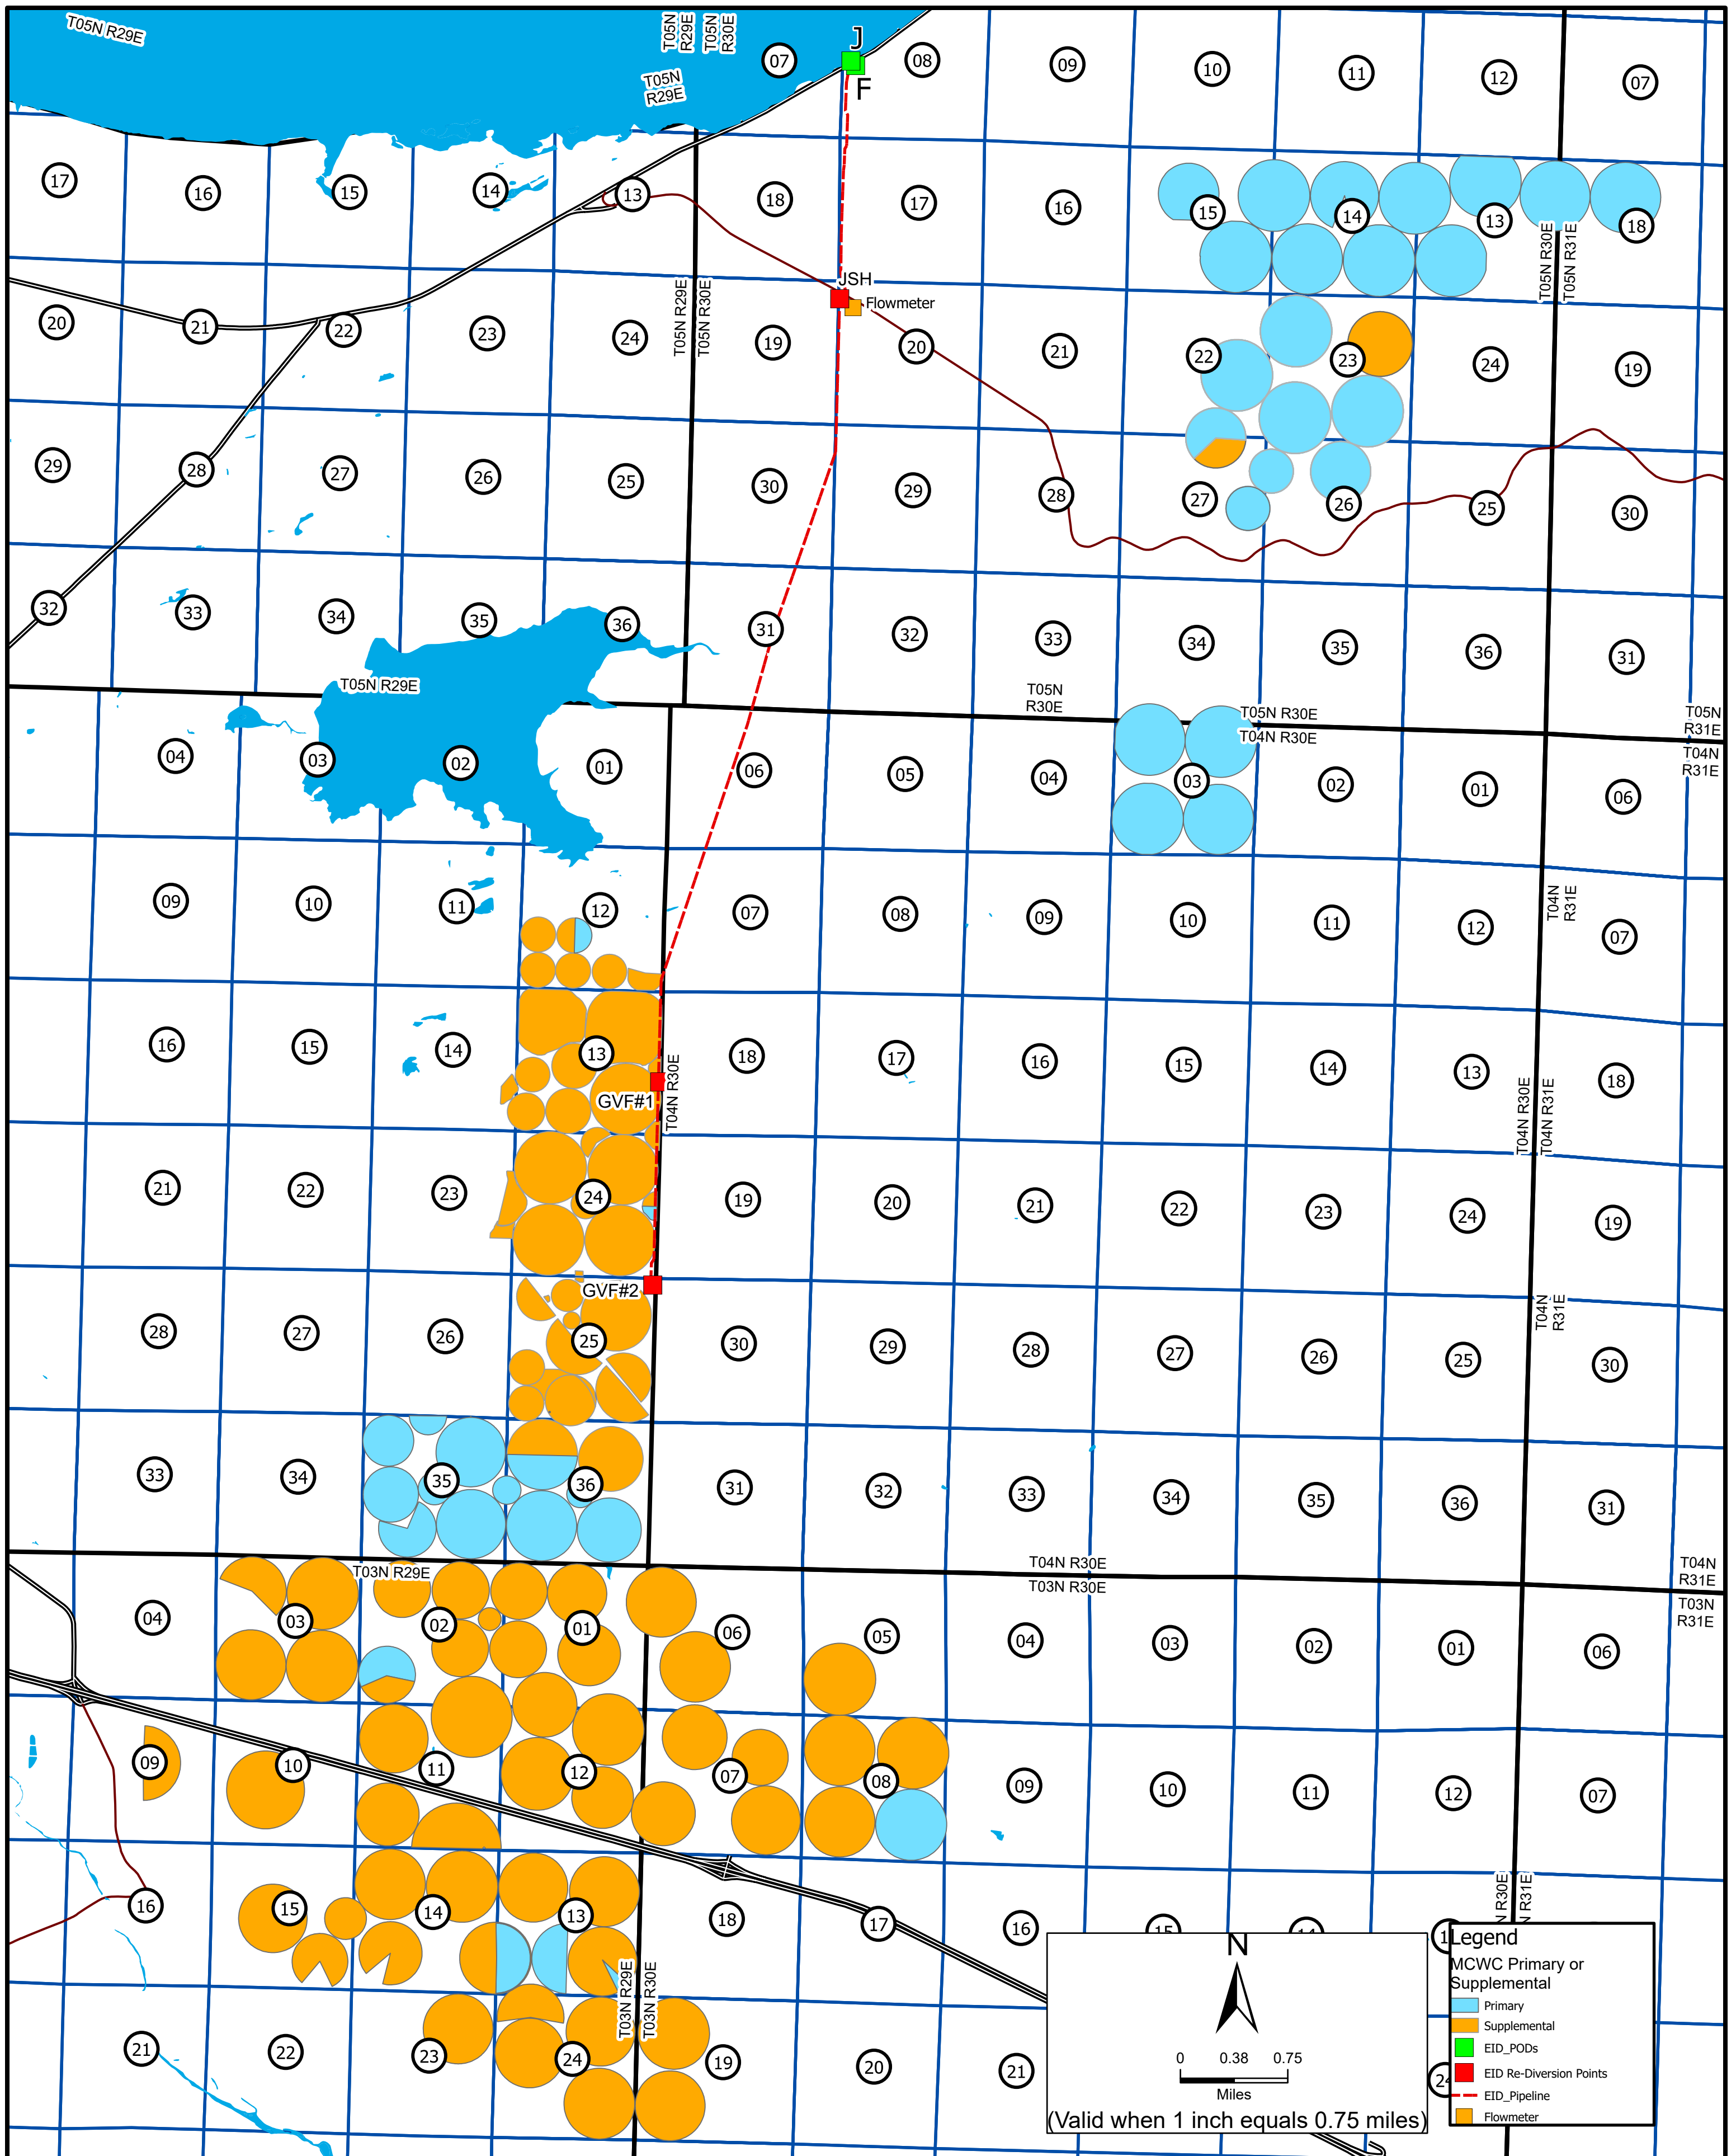 T05N R29E
T05N
R29E
T05N
R30E
T05N
R29E
J
F
07
08
09
10
11
12
07
17
16
15
14
13
18
17
16
15
14
13
18
T05N R30E
T05N R31E
JSH
Flowmeter
T05N R29E
T05N R30E
20
21
22
23
24
19
20
21
22
23
24
19
29
28
27
26
25
30
29
28
27
26
25
30
32
33
34
35
36
31
32
33
34
35
36
31
T05N R29E
T05N
R30E
T05N R30E
T04N R30E
T05N
R31E
T04N
R31E
04
03
02
01
06
05
04
03
02
01
06
09
10
11
12
07
08
09
10
11
12
07
T04N
R31E
16
15
14
13
18
17
16
15
14
13
18
GVF#1
T04N R30E
T04N R30E
T04N R31E
21
22
23
24
19
20
21
22
23
24
19
GVF#2
T04N
R31E
28
27
26
25
30
29
28
27
26
25
30
33
34
35
36
31
32
33
34
35
36
31
T03N R29E
T04N R30E
T03N R30E
T04N
R31E
T03N
R31E
04
03
02
01
06
05
04
03
02
01
06
09
10
11
12
07
08
09
10
11
12
07
16
15
14
13
18
17
16
T03N R29E
T03N R30E
21
22
23
24
19
20
21
N
0 0.38 0.75
Miles
(Valid when 1 inch equals 0.75 miles)
Legend
MCWC Primary or
Supplemental
Primary
Supplemental
EID_PODs
EID Re-Diversion Points
EID_Pipeline
Flowmeter